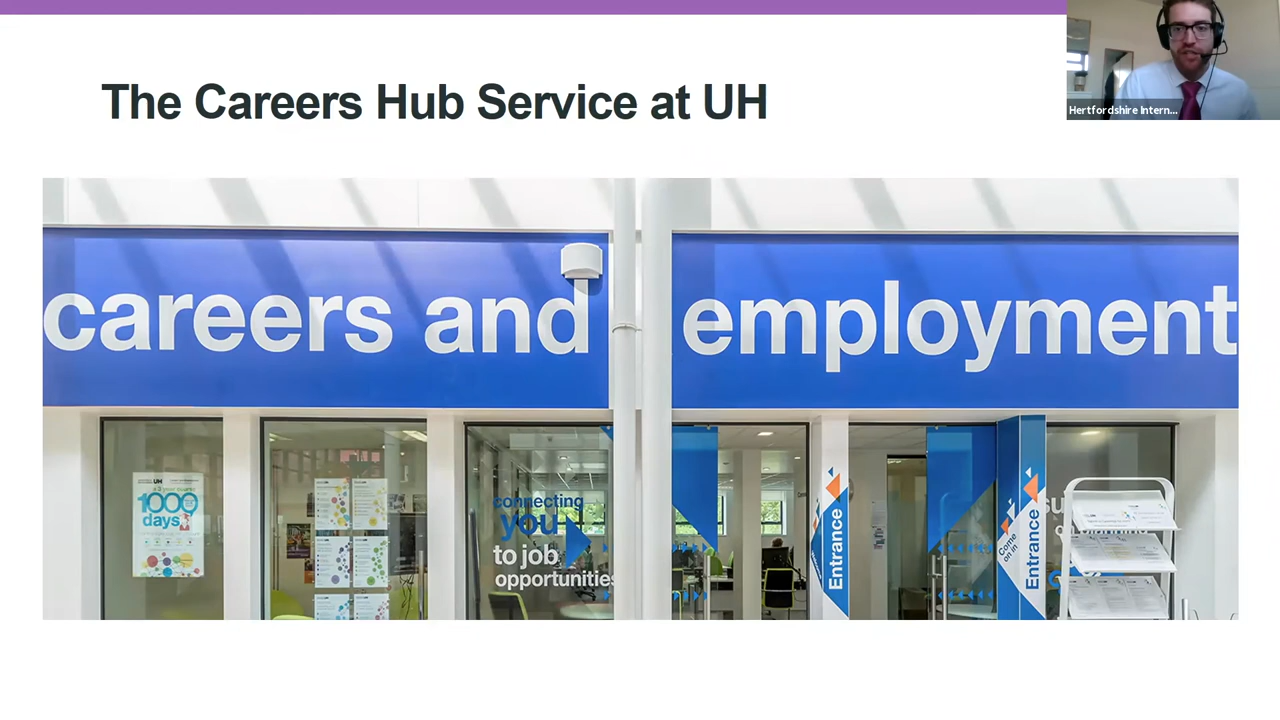 The Careers Hub Service at UH
Hertfordshire Intern...
careers and employment
UH
1000
days
connecting
you
to job
opportunities
Entrance
Come
on in
Entrance